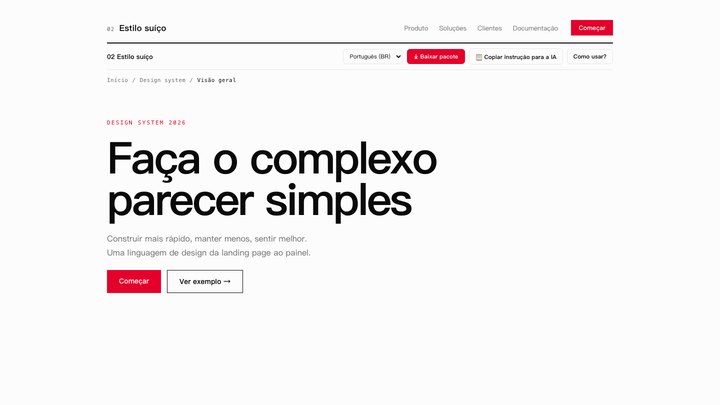 02 Estilo suíço
Produto Soluções Clientes Documentação Começar
02 Estilo suíço
Português (BR) Baixar pacote Copiar instrução para a IA Como usar?
Início / Design system / Visão geral
DESIGN SYSTEM 2026
Faça o complexo
parecer simples
Construir mais rápido, manter menos, sentir melhor.
Uma linguagem de design da landing page ao painel.
Começar Ver exemplo →